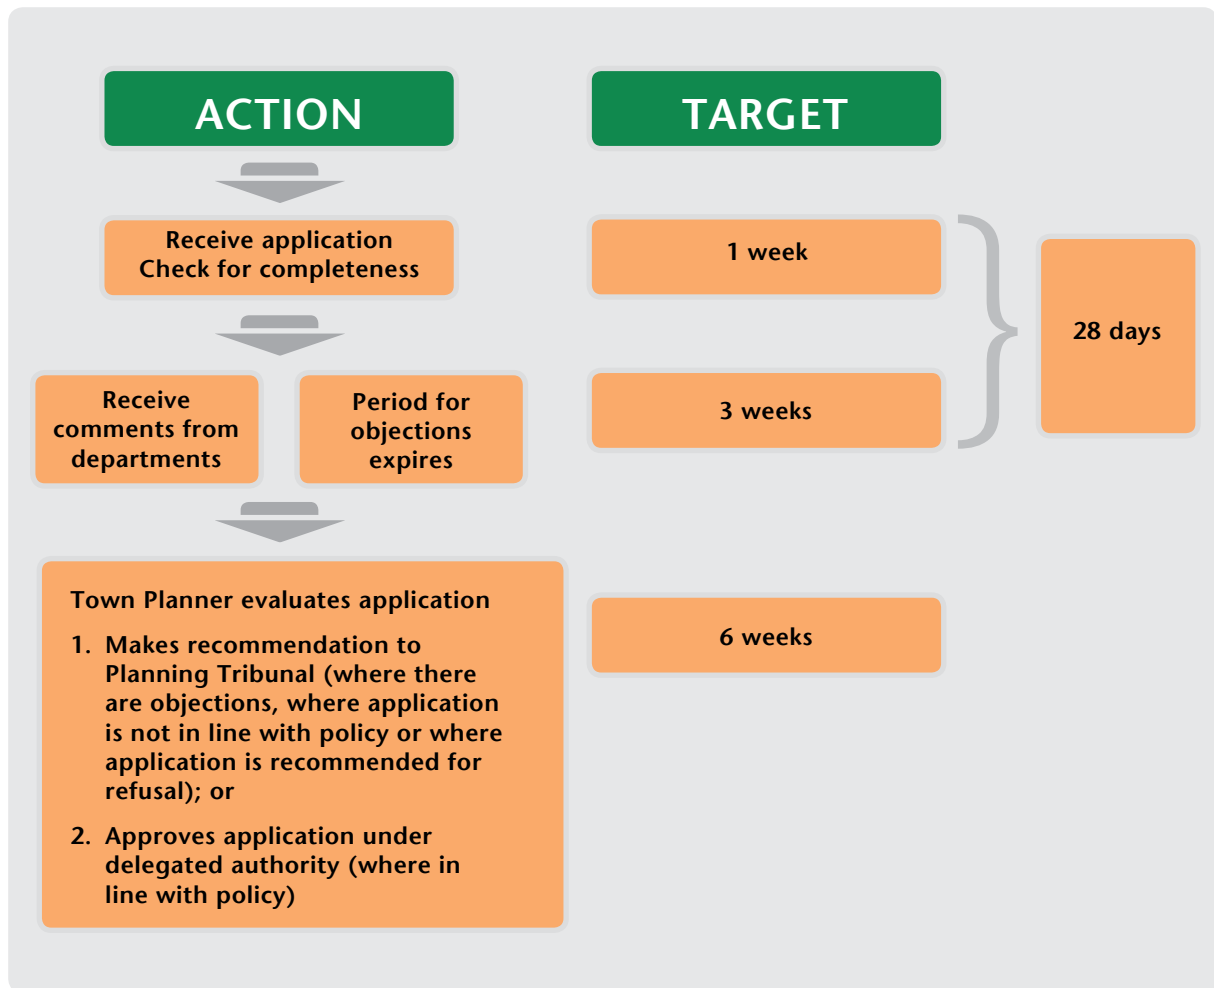 ACTION
TARGET
Receive application
Check for completeness
1 week
28 days
Receive
comments from
departments
Period for
objections
expires
3 weeks
Town Planner evaluates application
1. Makes recommendation to
Planning Tribunal (where there
are objections, where application
is not in line with policy or where
application is recommended for
refusal); or
2. Approves application under
delegated authority (where in
line with policy)
6 weeks